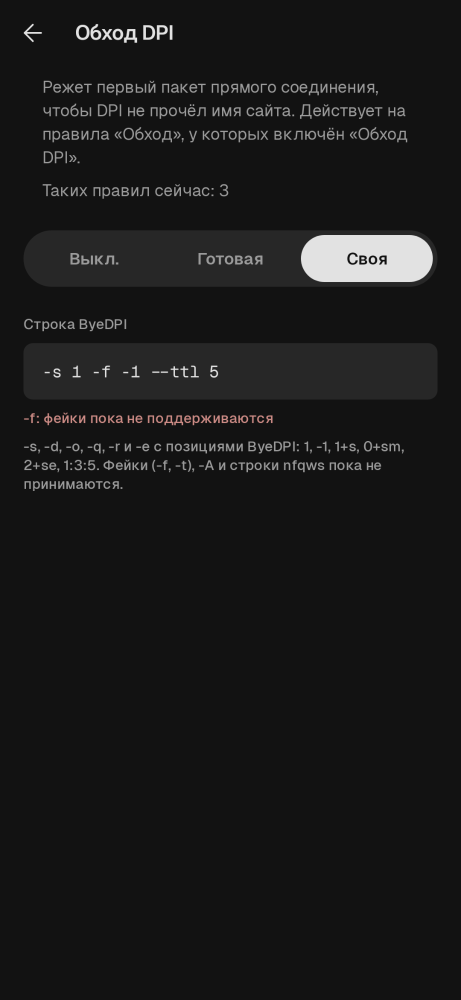 Обход DPI
Режет первый пакет прямого соединения,
чтобы DPI не прочёл имя сайта. Действует на
правила «Обход», у которых включён «Обход
DPI».
Таких правил сейчас: 3
Выкл.
Готовая
Своя
Строка ByeDPI
-s 1 -f -1 --ttl 5
-f: фейки пока не поддерживаются
-s, -d, -o, -q, -r и -e с позициями ByeDPI: 1, -1, 1+s, 0+sm,
2+se, 1:3:5. Фейки (-f, -t), -A и строки nfqws пока не
принимаются.